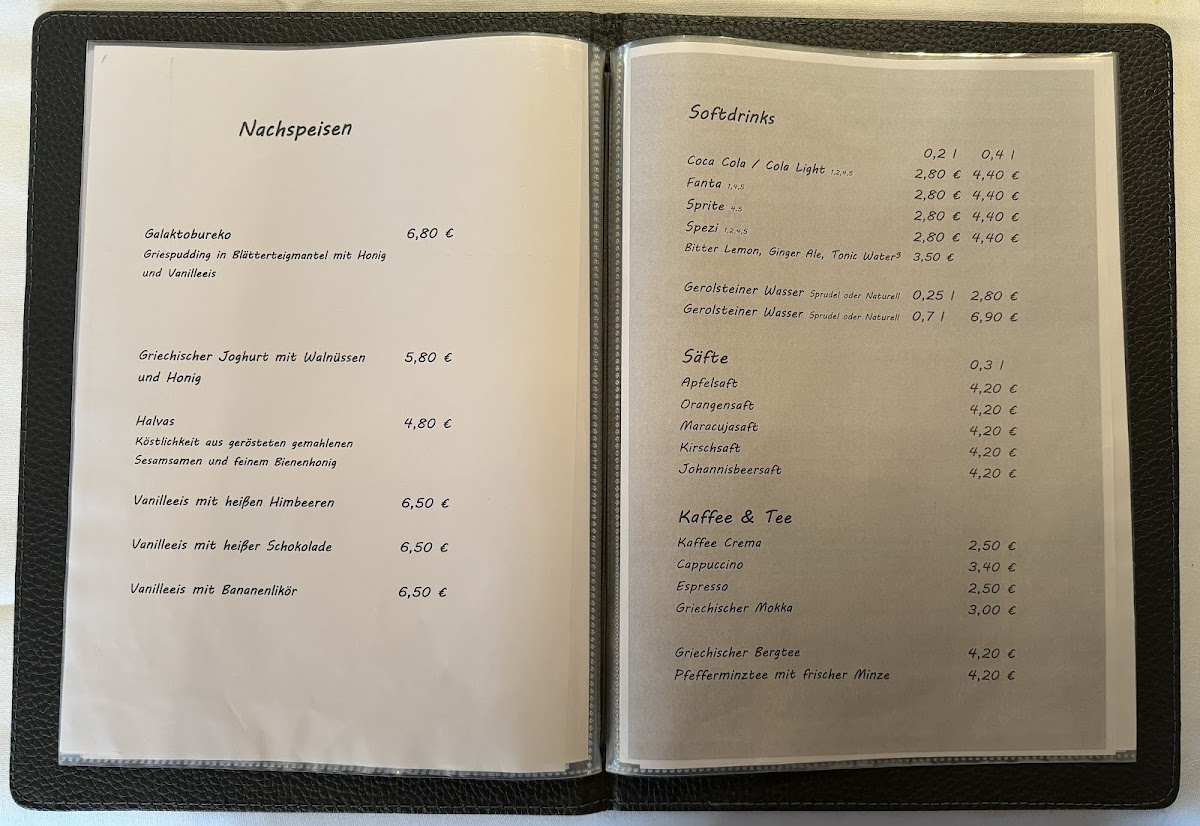 Nachspeisen
Galaktobureko 6,80 €
Griespudding in Blätterteigmantel mit Honig
und Vanilleeis
Griechischer Joghurt mit Walnüssen 5,80 €
und Honig
Halvas 4,80 €
Köstlichkeit aus gerösteten gemahlenen
Sesamsamen und feinem Bienenhonig
Vanilleeis mit heißen Himbeeren 6,50 €
Vanilleeis mit heißer Schokolade 6,50 €
Vanilleeis mit Bananenlikör 6,50 €
Softdrinks
0,2 l 0,4 l
Coca Cola / Cola Light 1,2,4,5 2,80 € 4,40 €
Fanta 1,4,5 2,80 € 4,40 €
Sprite 4,5 2,80 € 4,40 €
Spezi 1,2,4,5 2,80 € 4,40 €
Bitter Lemon, Ginger Ale, Tonic Water³ 3,50 €
Gerolsteiner Wasser Sprudel oder Naturell 0,25 l 2,80 €
Gerolsteiner Wasser Sprudel oder Naturell 0,7 l 6,90 €
Säfte 0,3 l
Apfelsaft 4,20 €
Orangensaft 4,20 €
Maracujasaft 4,20 €
Kirschsaft 4,20 €
Johannisbeersaft 4,20 €
Kaffee & Tee
Kaffee Crema 2,50 €
Cappuccino 3,40 €
Espresso 2,50 €
Griechischer Mokka 3,00 €
Griechischer Bergtee 4,20 €
Pfefferminztee mit frischer Minze 4,20 €